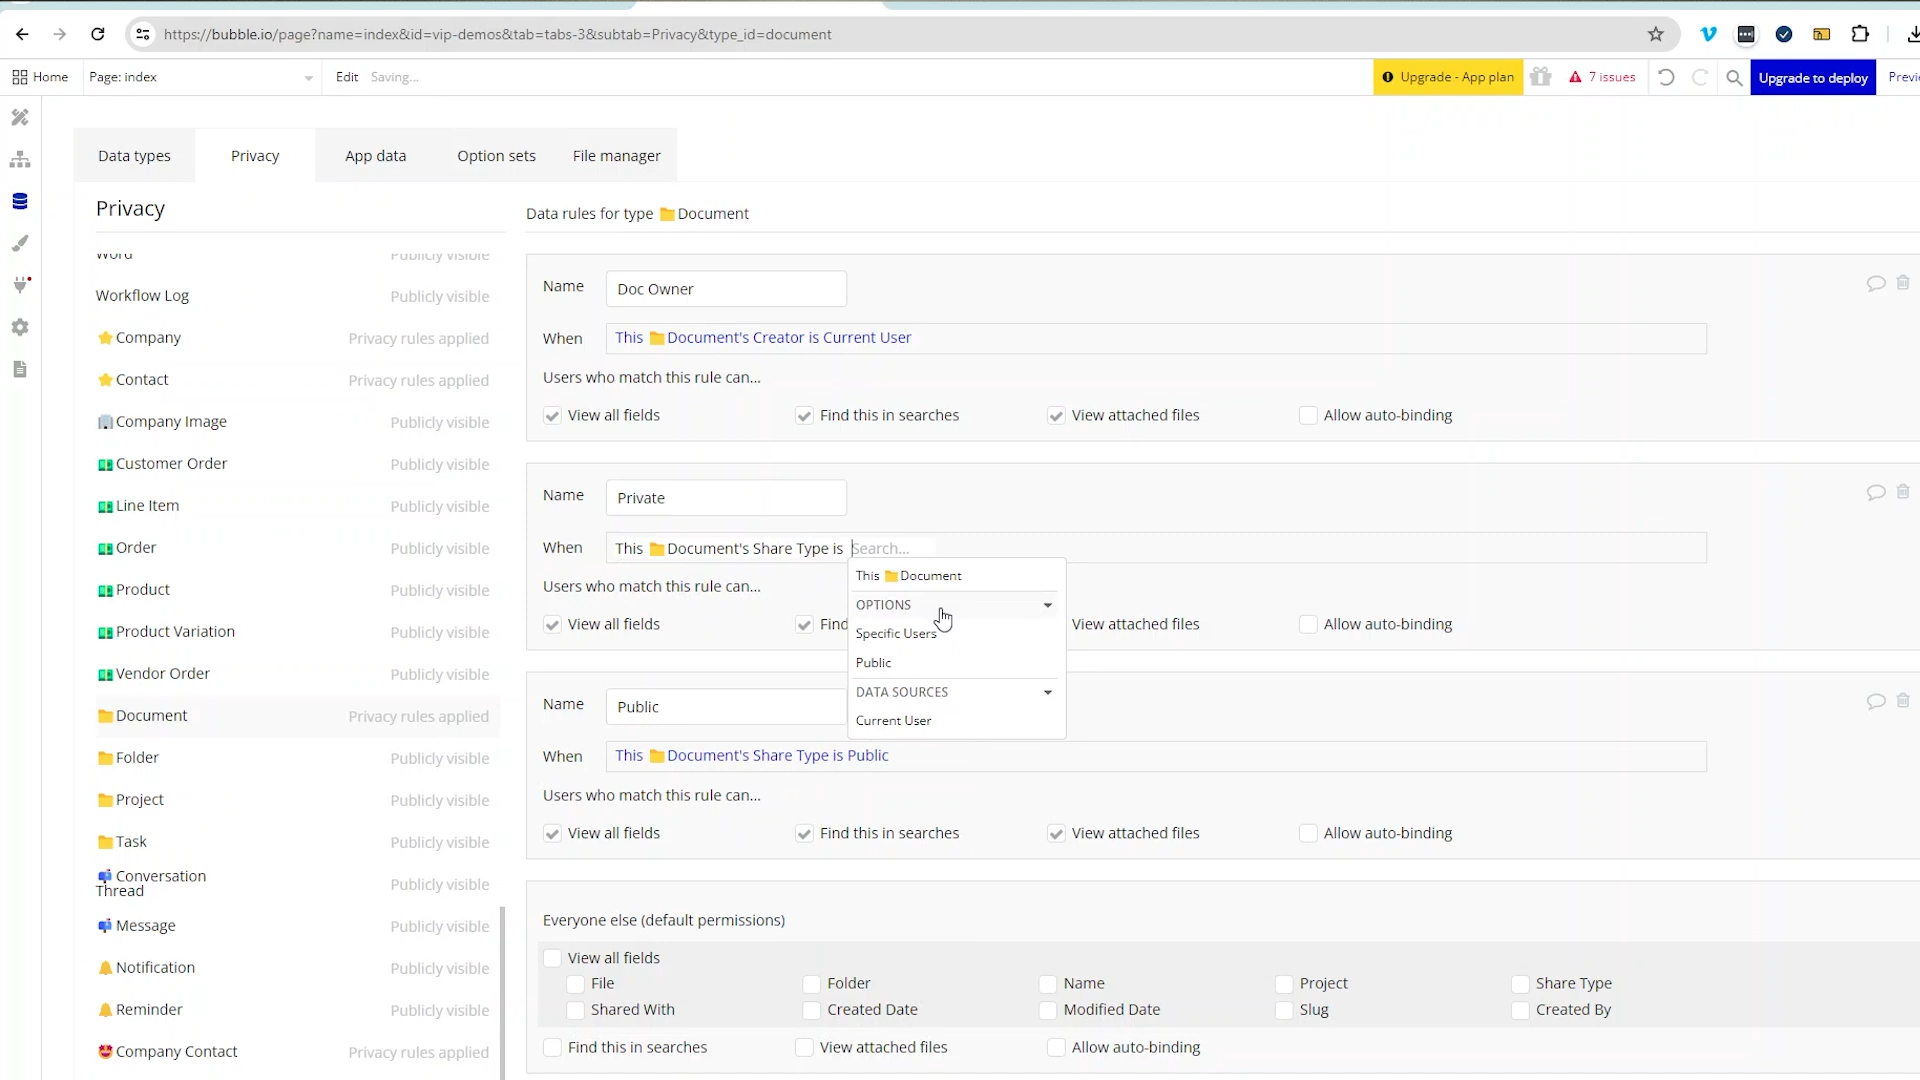 https://bubble.io/page?name=index&id=vip-demos&tab=tabs-3&subtab=Privacy&type_id=document
Home
Page: index
Edit
Saving...
Upgrade - App plan
7 issues
Upgrade to deploy
Previe
Data types
Privacy
App data
Option sets
File manager
Privacy
Word Publicly visible
Workflow Log Publicly visible
Company Privacy rules applied
Contact Privacy rules applied
Company Image Publicly visible
Customer Order Publicly visible
Line Item Publicly visible
Order Publicly visible
Product Publicly visible
Product Variation Publicly visible
Vendor Order Publicly visible
Document Privacy rules applied
Folder Publicly visible
Project Publicly visible
Task Publicly visible
Conversation
Thread Publicly visible
Message Publicly visible
Notification Publicly visible
Reminder Publicly visible
Company Contact Privacy rules applied
Data rules for type Document
Name Doc Owner
When This Document's Creator is Current User
Users who match this rule can...
View all fields Find this in searches View attached files Allow auto-binding
Name Private
When This Document's Share Type is Search...
Users who match this rule can...
View all fields Find View attached files Allow auto-binding
This Document
OPTIONS
Specific Users
Public
DATA SOURCES
Current User
Name Public
When This Document's Share Type is Public
Users who match this rule can...
View all fields Find this in searches View attached files Allow auto-binding
Everyone else (default permissions)
View all fields
File Folder Name Project Share Type
Shared With Created Date Modified Date Slug Created By
Find this in searches View attached files Allow auto-binding